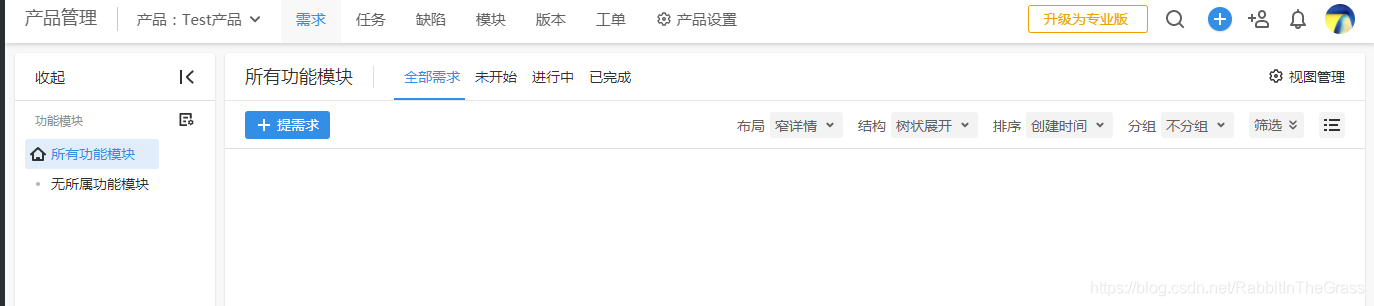 产品管理 产品：Test产品 需求 任务 缺陷 模块 版本 工单 产品设置 升级为专业版
收起 所有功能模块 全部需求 未开始 进行中 已完成 视图管理
功能模块 提需求 布局 窄详情 结构 树状展开 排序 创建时间 分组 不分组 筛选
所有功能模块
无所属功能模块
https://blog.csdn.net/RabbitInTheGrass